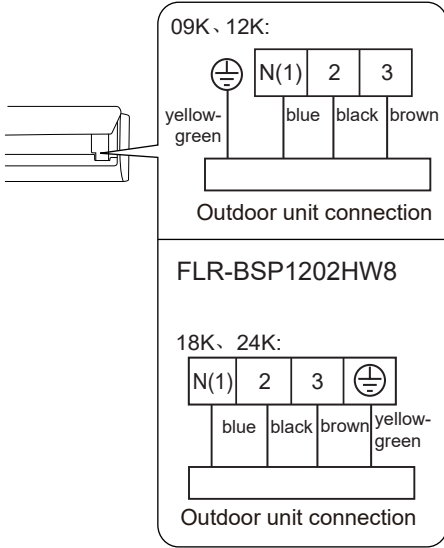 09K、12K:
N(1) 2 3
yellow-
green
blue black brown
Outdoor unit connection
FLR-BSP1202HW8
18K、24K:
N(1) 2 3
blue black brown yellow-
green
Outdoor unit connection